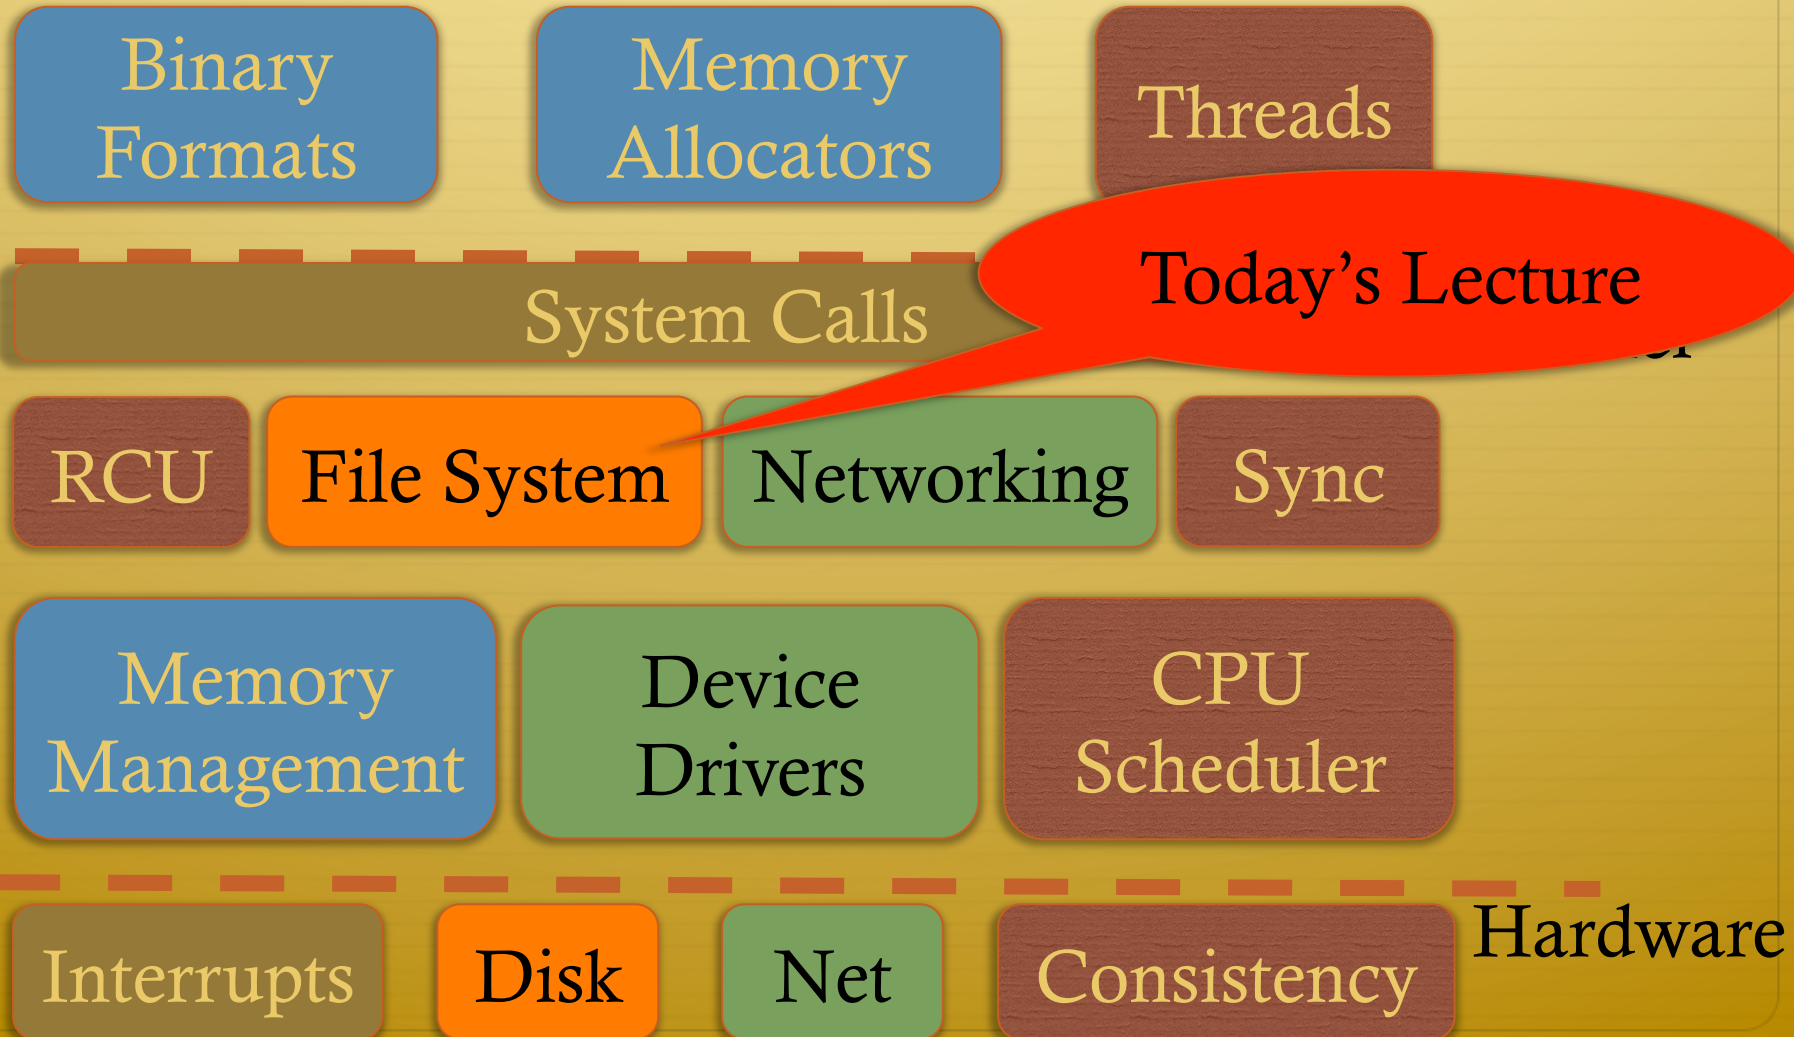 Binary
Formats
Memory
Allocators
Threads
Today’s Lecture
System Calls
RCU
File System
Networking
Sync
Memory
Management
Device
Drivers
CPU
Scheduler
Hardware
Interrupts
Disk
Net
Consistency